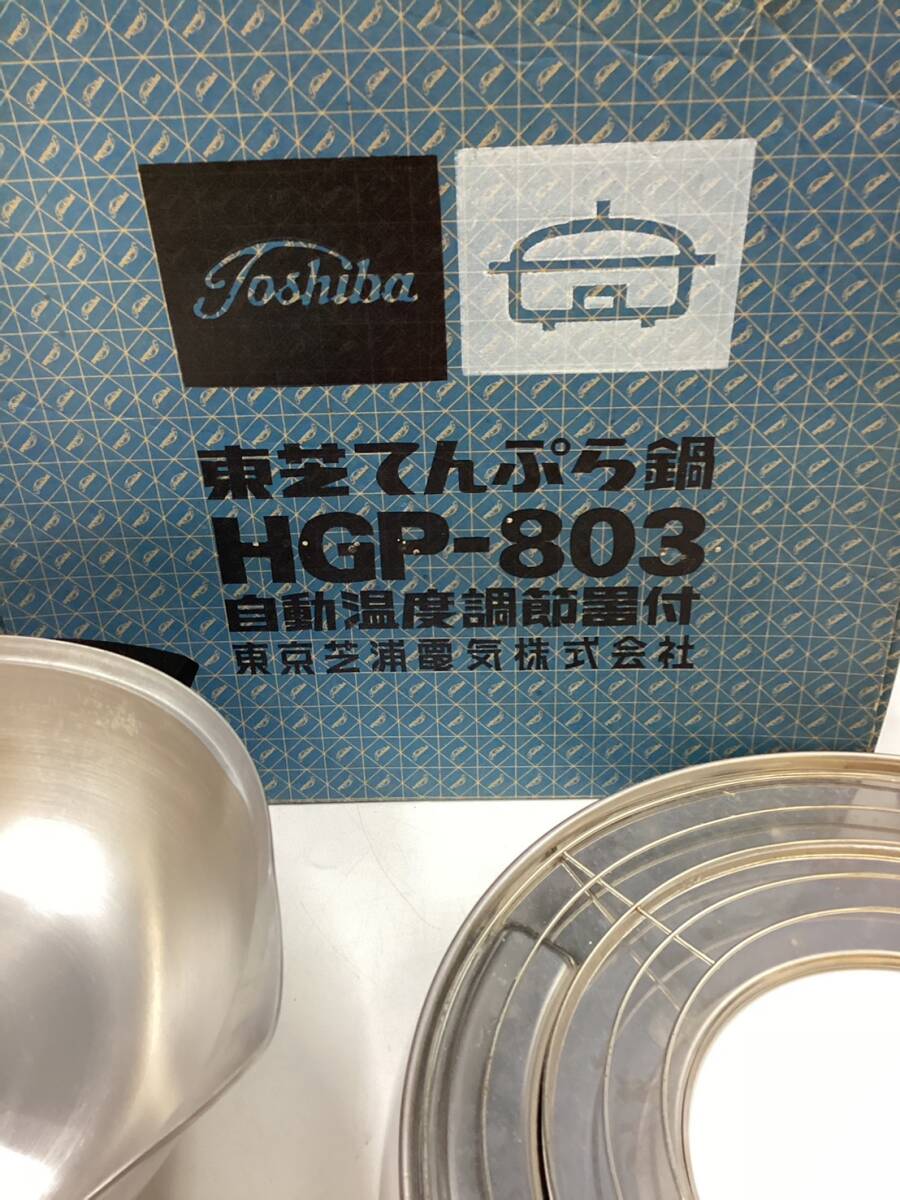 Toshiba
東芝てんぷら鍋
HGP-803
自動温度調節器付
東京芝浦電気株式会社